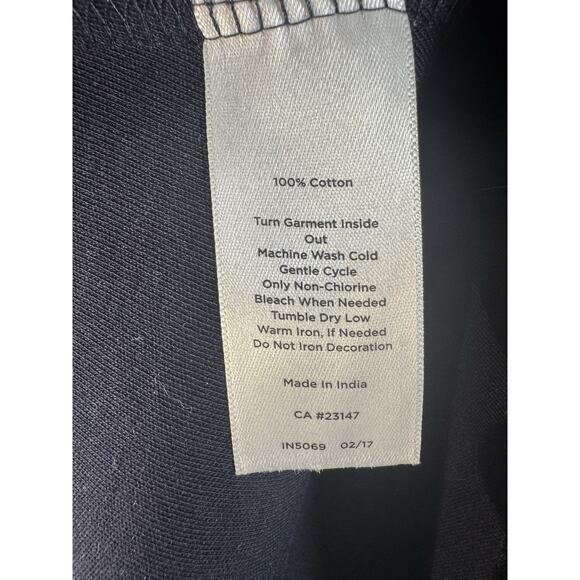 100% Cotton
Turn Garment Inside
Out
Machine Wash Cold
Gentle Cycle
Only Non-Chlorine
Bleach When Needed
Tumble Dry Low
Warm Iron, If Needed
Do Not Iron Decoration
Made In India
CA #23147
IN5069 02/17